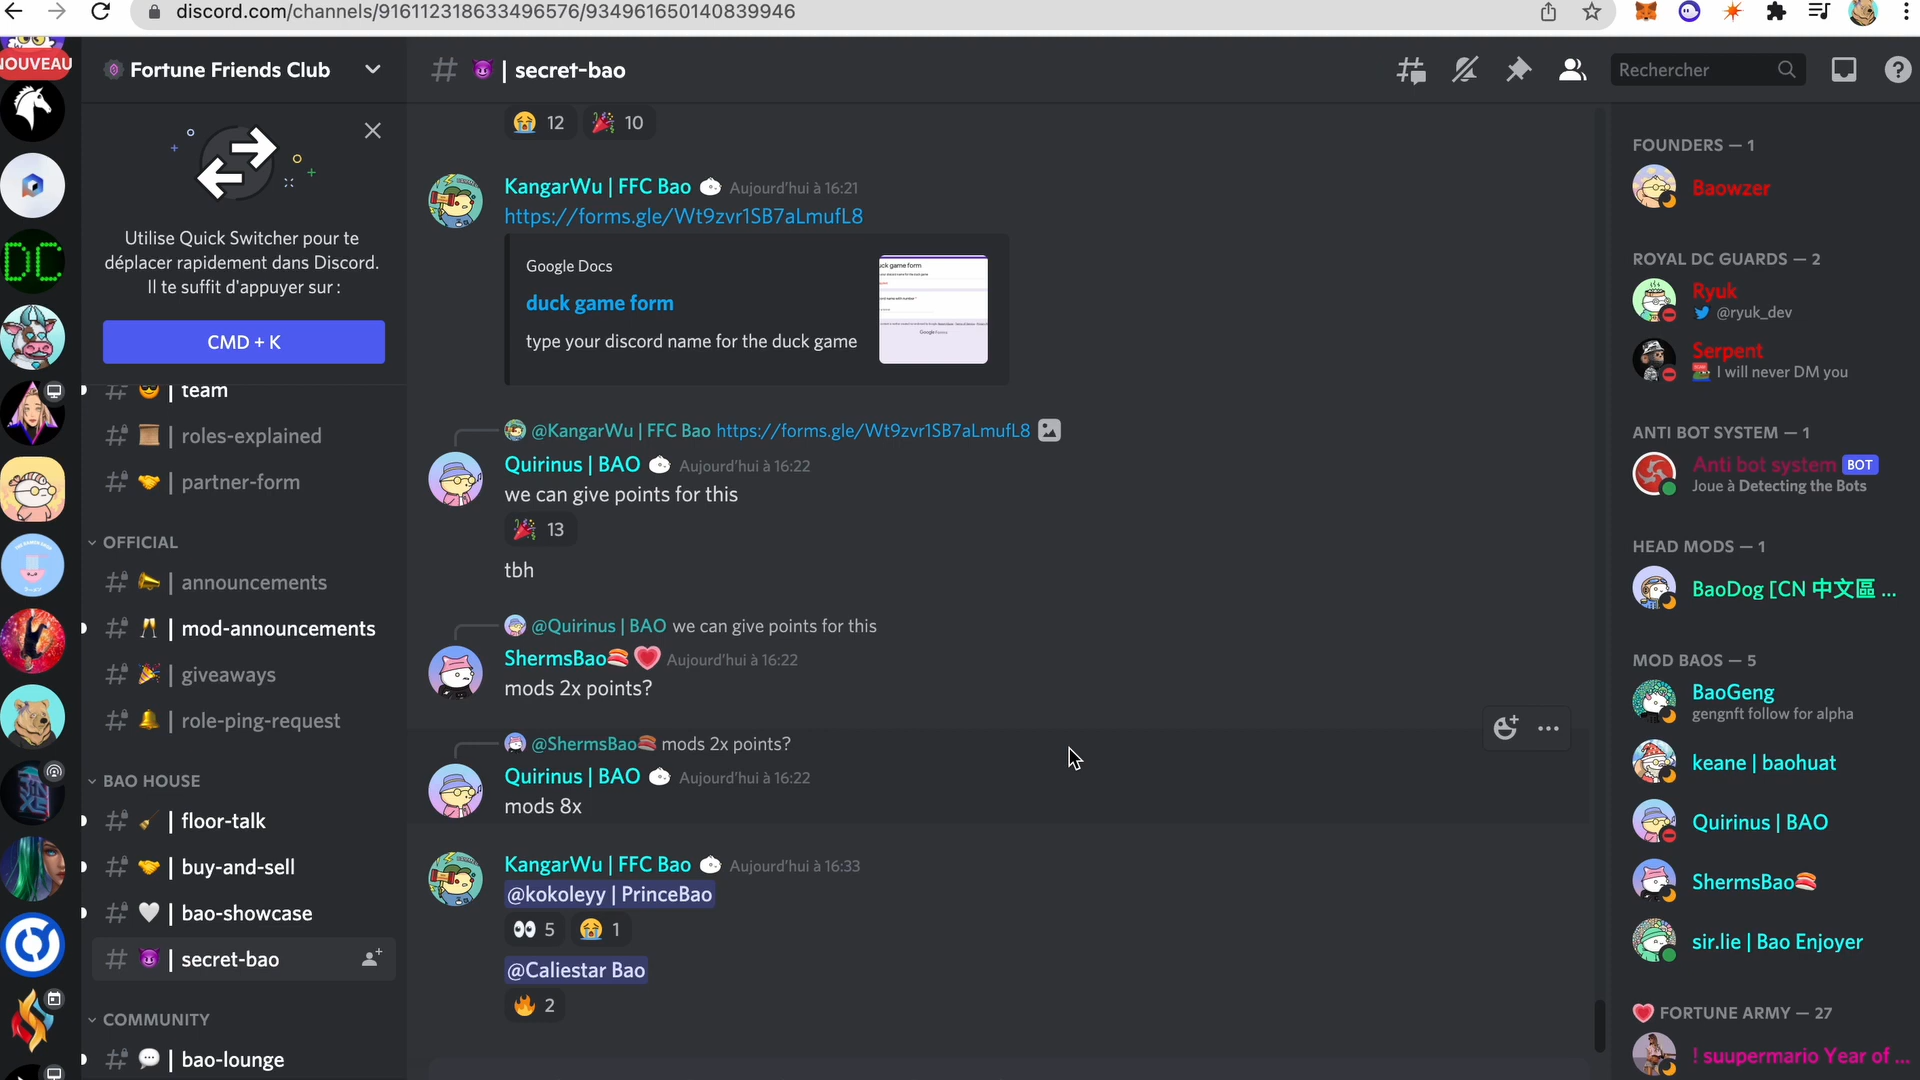 discord.com/channels/916112318633496576/934961650140839946
NOUVEAU
DC
Fortune Friends Club
Utilise Quick Switcher pour te
déplacer rapidement dans Discord.
Il te suffit d'appuyer sur :
CMD + K
# 😎 | team
# 📜 | roles-explained
# 🤝 | partner-form
OFFICIAL
# 📣 | announcements
# 🥂 | mod-announcements
# 🎉 | giveaways
# 🔔 | role-ping-request
BAO HOUSE
# 🧹 | floor-talk
# 🤝 | buy-and-sell
# 🤍 | bao-showcase
# 😈 | secret-bao
COMMUNITY
# 💬 | bao-lounge
# 😈 | secret-bao
Rechercher
😭 12 🎉 10
KangarWu | FFC Bao Aujourd'hui à 16:21
https://forms.gle/Wt9zvr1SB7aLmufL8
Google Docs
duck game form
type your discord name for the duck game
@KangarWu | FFC Bao https://forms.gle/Wt9zvr1SB7aLmufL8
Quirinus | BAO Aujourd'hui à 16:22
we can give points for this
🎉 13
tbh
@Quirinus | BAO we can give points for this
ShermsBao🍣 Aujourd'hui à 16:22
mods 2x points?
@ShermsBao🍣 mods 2x points?
Quirinus | BAO Aujourd'hui à 16:22
mods 8x
KangarWu | FFC Bao Aujourd'hui à 16:33
@kokoleyy | PrinceBao
👀 5 😭 1
@Caliestar Bao
🔥 2
FOUNDERS — 1
Baowzer
ROYAL DC GUARDS — 2
Ryuk
@ryuk_dev
Serpent
I will never DM you
ANTI BOT SYSTEM — 1
Anti bot system BOT
Joue à Detecting the Bots
HEAD MODS — 1
BaoDog [CN 中文區 ...
MOD BAOS — 5
BaoGeng
gengnft follow for alpha
keane | baohuat
Quirinus | BAO
ShermsBao🍣
sir.lie | Bao Enjoyer
FORTUNE ARMY — 27
! suupermario Year of ...